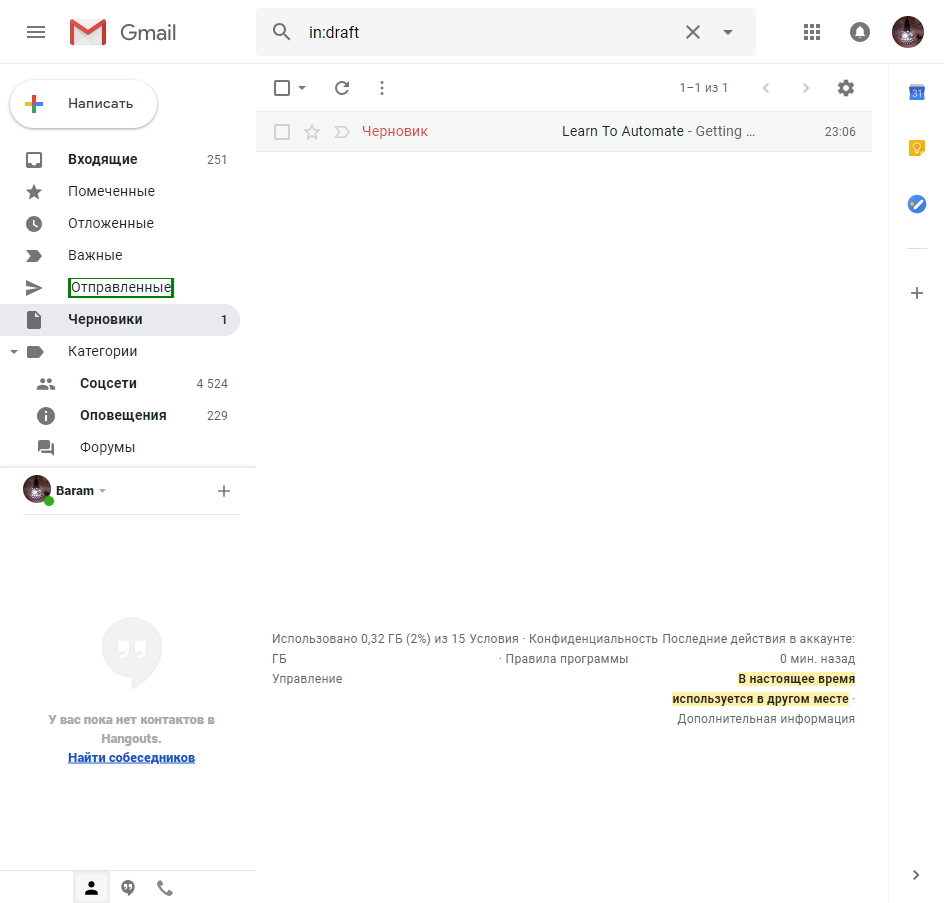 Gmail
in:draft
Написать
1–1 из 1
31
Черновик Learn To Automate - Getting ... 23:06
Входящие 251
Помеченные
Отложенные
Важные
Отправленные
Черновики 1
Категории
Соцсети 4 524
Оповещения 229
Форумы
Baram
Использовано 0,32 ГБ (2%) из 15 ГБ
Управление
Условия · Конфиденциальность
· Правила программы
Последние действия в аккаунте:
0 мин. назад
В настоящее время
используется в другом месте ·
Дополнительная информация
У вас пока нет контактов в
Hangouts.
Найти собеседников